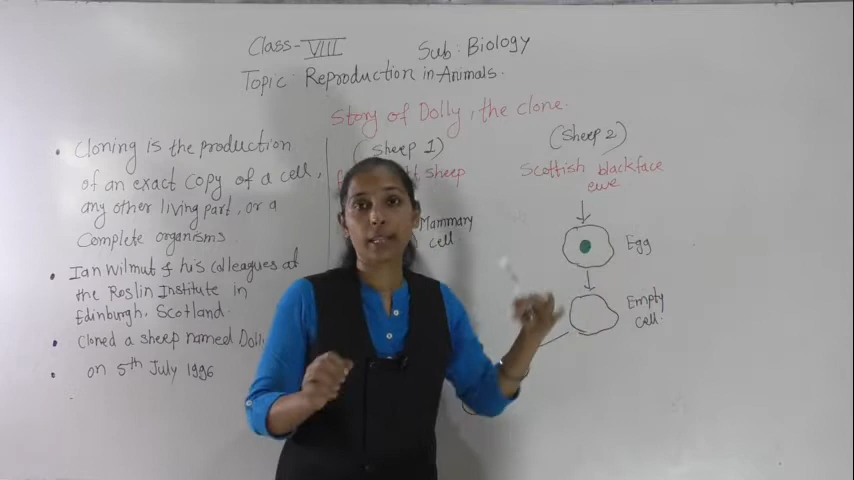 Class-VIII Sub: Biology
Topic: Reproduction in Animals.
Story of Dolly, the clone.
• Cloning is the production
of an exact copy of a cell,
any other living part, or a
Complete organisms.
• Ian Wilmut & his colleagues at
the Roslin Institute in
Edinburgh, Scotland.
• Cloned a sheep named Dolly
• on 5th July 1996
(Sheep 1)
sheep
Mammary
cell
(Sheep 2)
Scottish blackface
ewe
Egg
Empty
cell